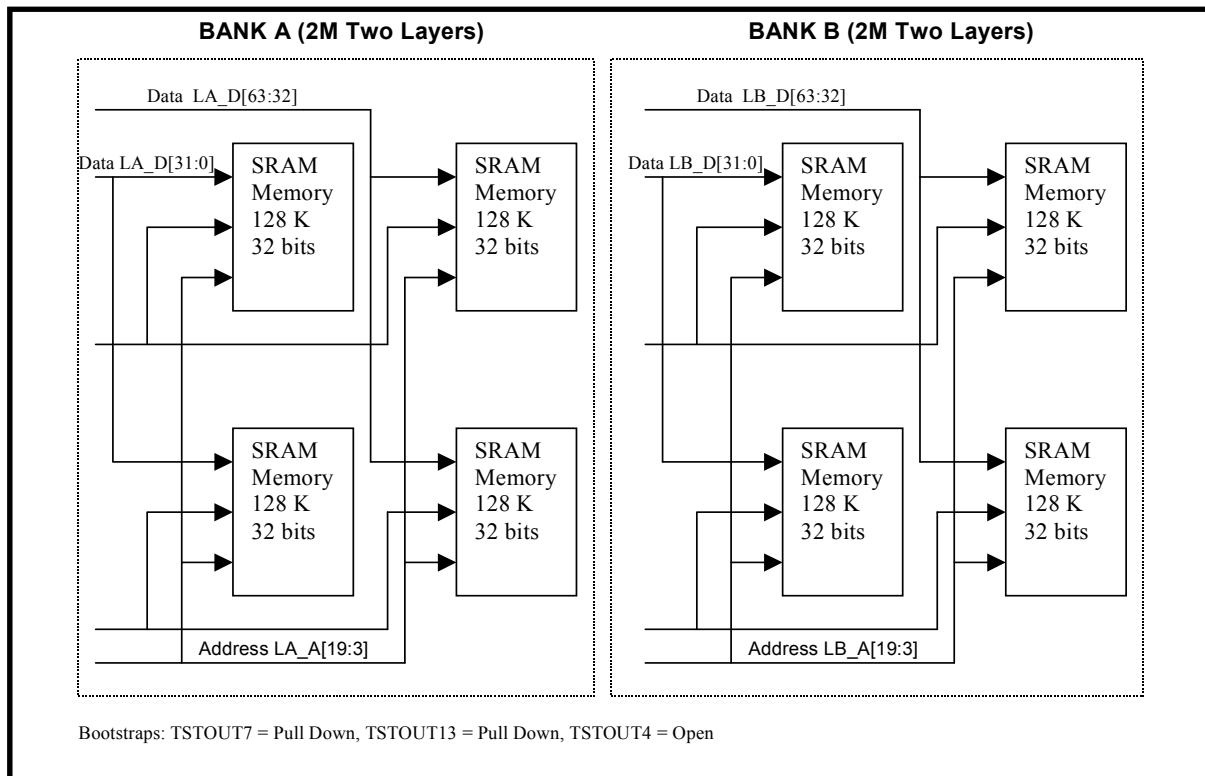 BANK A (2M Two Layers)
BANK B (2M Two Layers)
Data LA_D[63:32]
Data LA_D[31:0]
SRAM
Memory
128 K
32 bits
SRAM
Memory
128 K
32 bits
SRAM
Memory
128 K
32 bits
SRAM
Memory
128 K
32 bits
Address LA_A[19:3]
Data LB_D[63:32]
Data LB_D[31:0]
SRAM
Memory
128 K
32 bits
SRAM
Memory
128 K
32 bits
SRAM
Memory
128 K
32 bits
SRAM
Memory
128 K
32 bits
Address LB_A[19:3]
Bootstraps: TSTOUT7 = Pull Down, TSTOUT13 = Pull Down, TSTOUT4 = Open